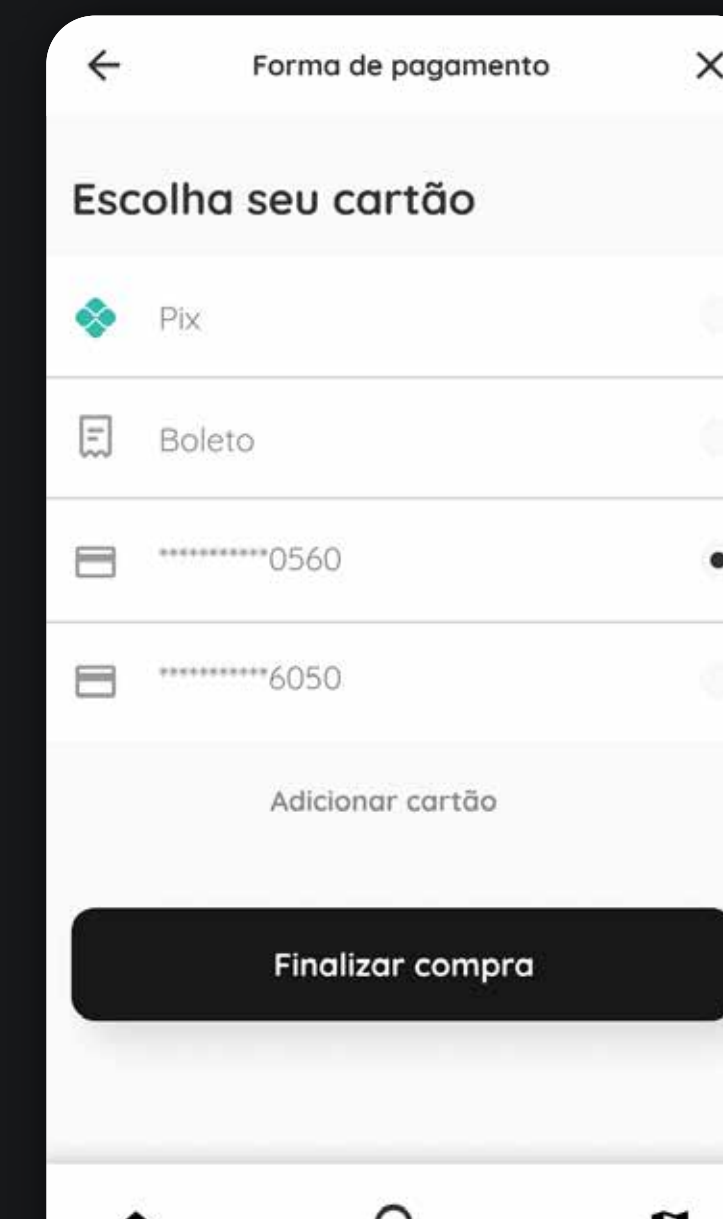 Forma de pagamento
Escolha seu cartão
Pix
Boleto
***********0560
***********6050
Adicionar cartão
Finalizar compra